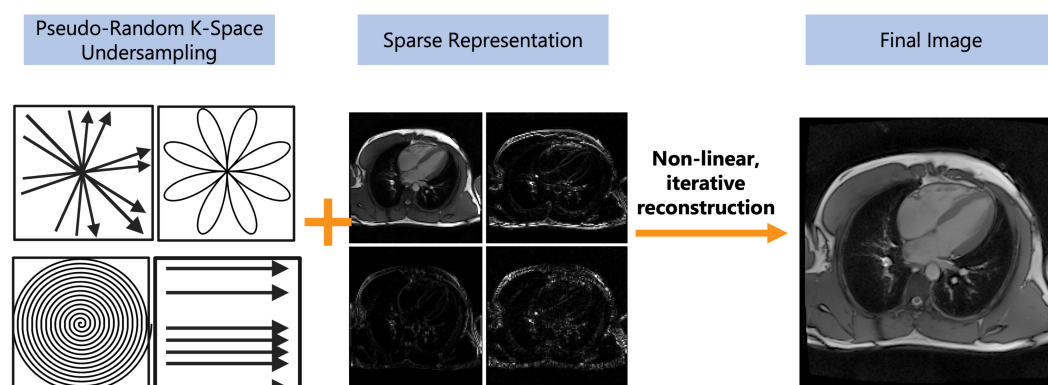 Pseudo-Random K-Space
Undersampling
Sparse Representation
Final Image
Non-linear,
iterative
reconstruction